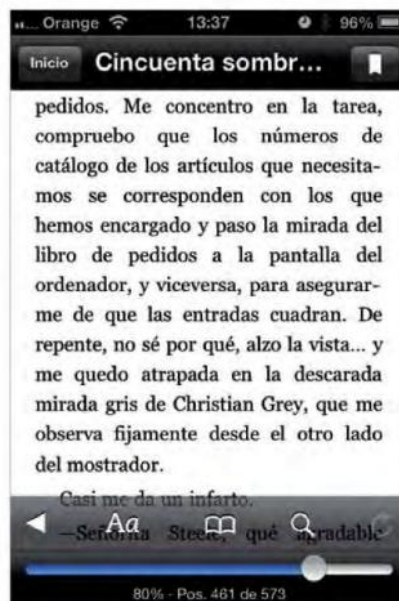 Orange 13:37 96%
Inicio Cincuenta sombr...
pedidos. Me concentro en la tarea,
compruebo que los números de
catálogo de los artículos que necesita-
mos se corresponden con los que
hemos encargado y paso la mirada del
libro de pedidos a la pantalla del
ordenador, y viceversa, para asegurar-
me de que las entradas cuadran. De
repente, no sé por qué, alzo la vista... y
me quedo atrapada en la descarada
mirada gris de Christian Grey, que me
observa fijamente desde el otro lado
del mostrador.
Casi me da un infarto.
Aa
—Señorita Steele, qué agradable
80% - Pos. 461 de 573